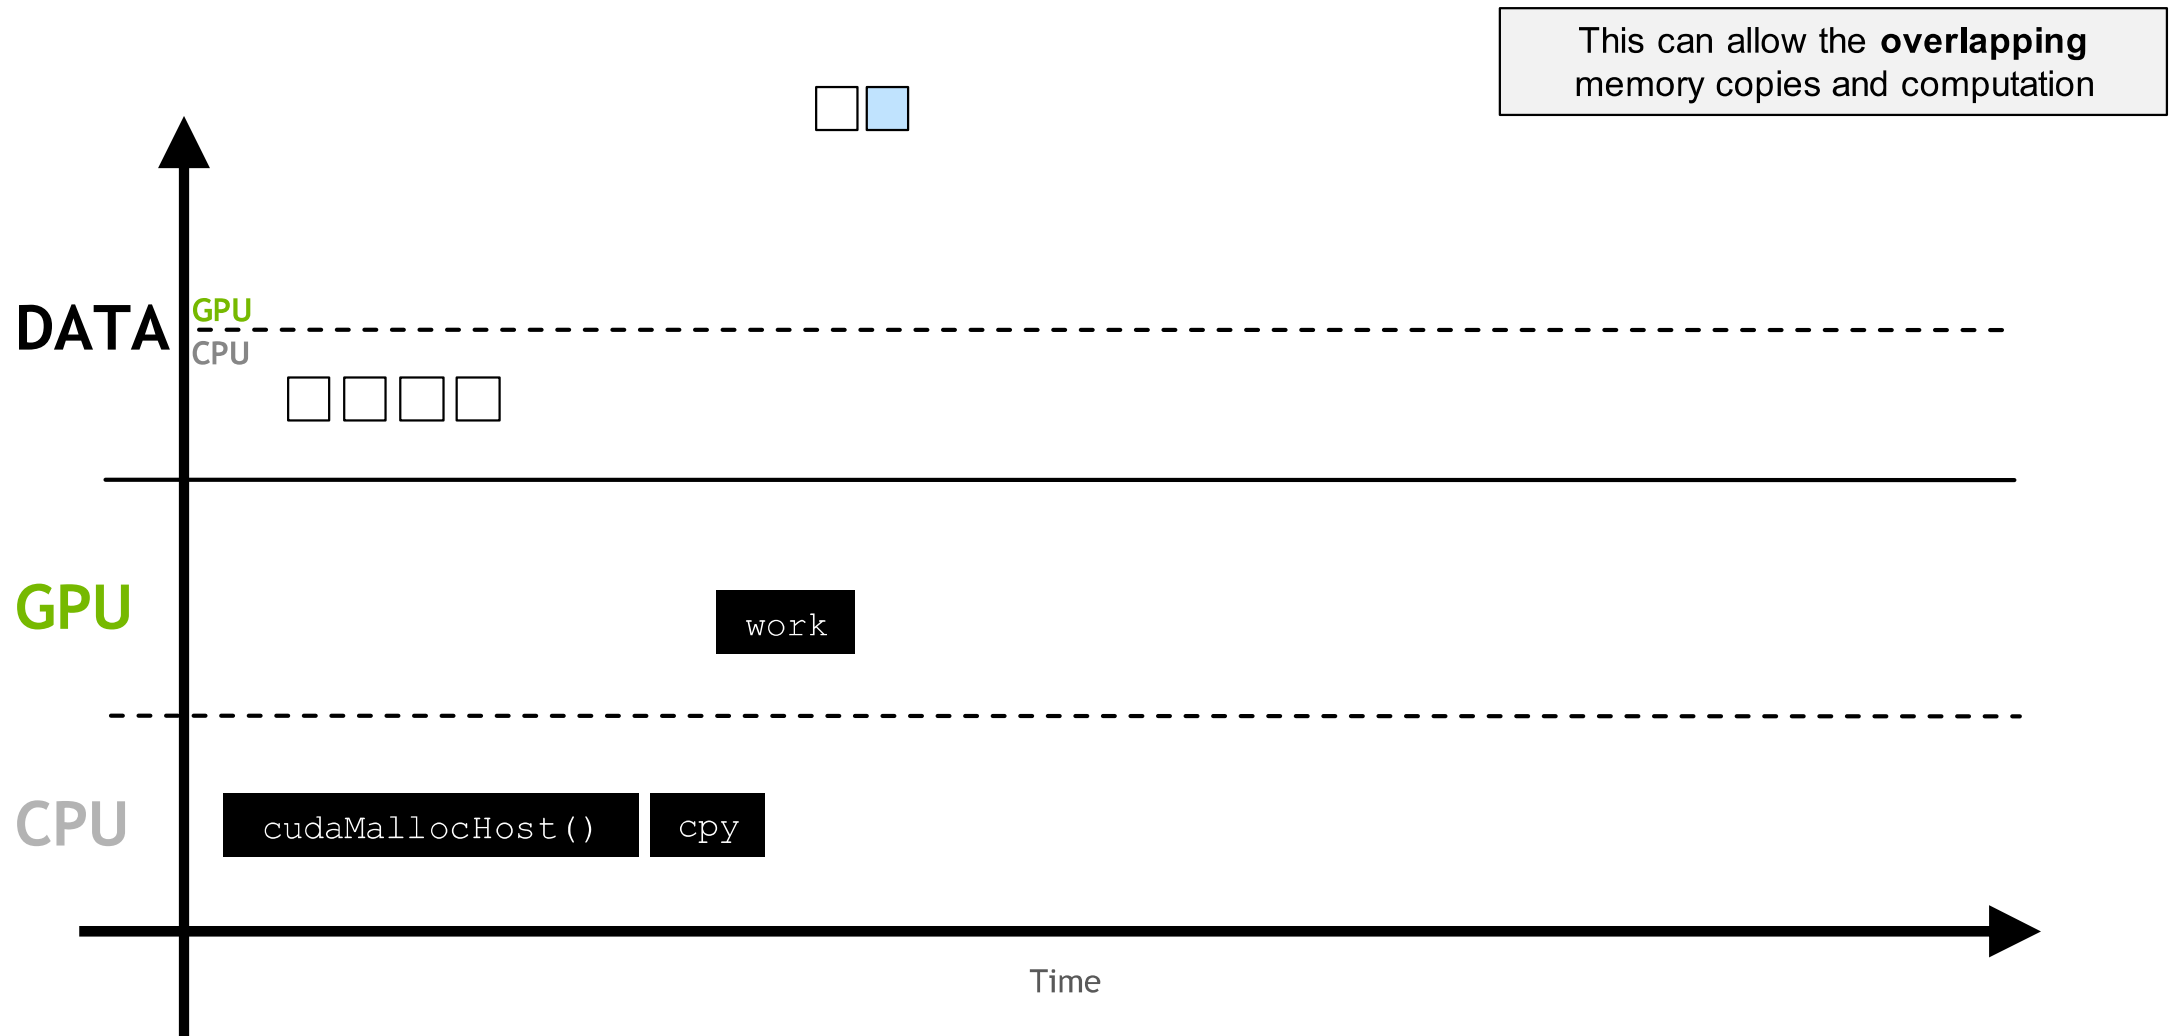 This can allow the overlapping
memory copies and computation
DATA
GPU
CPU
GPU
work
CPU
cudaMallocHost()
cpy
Time